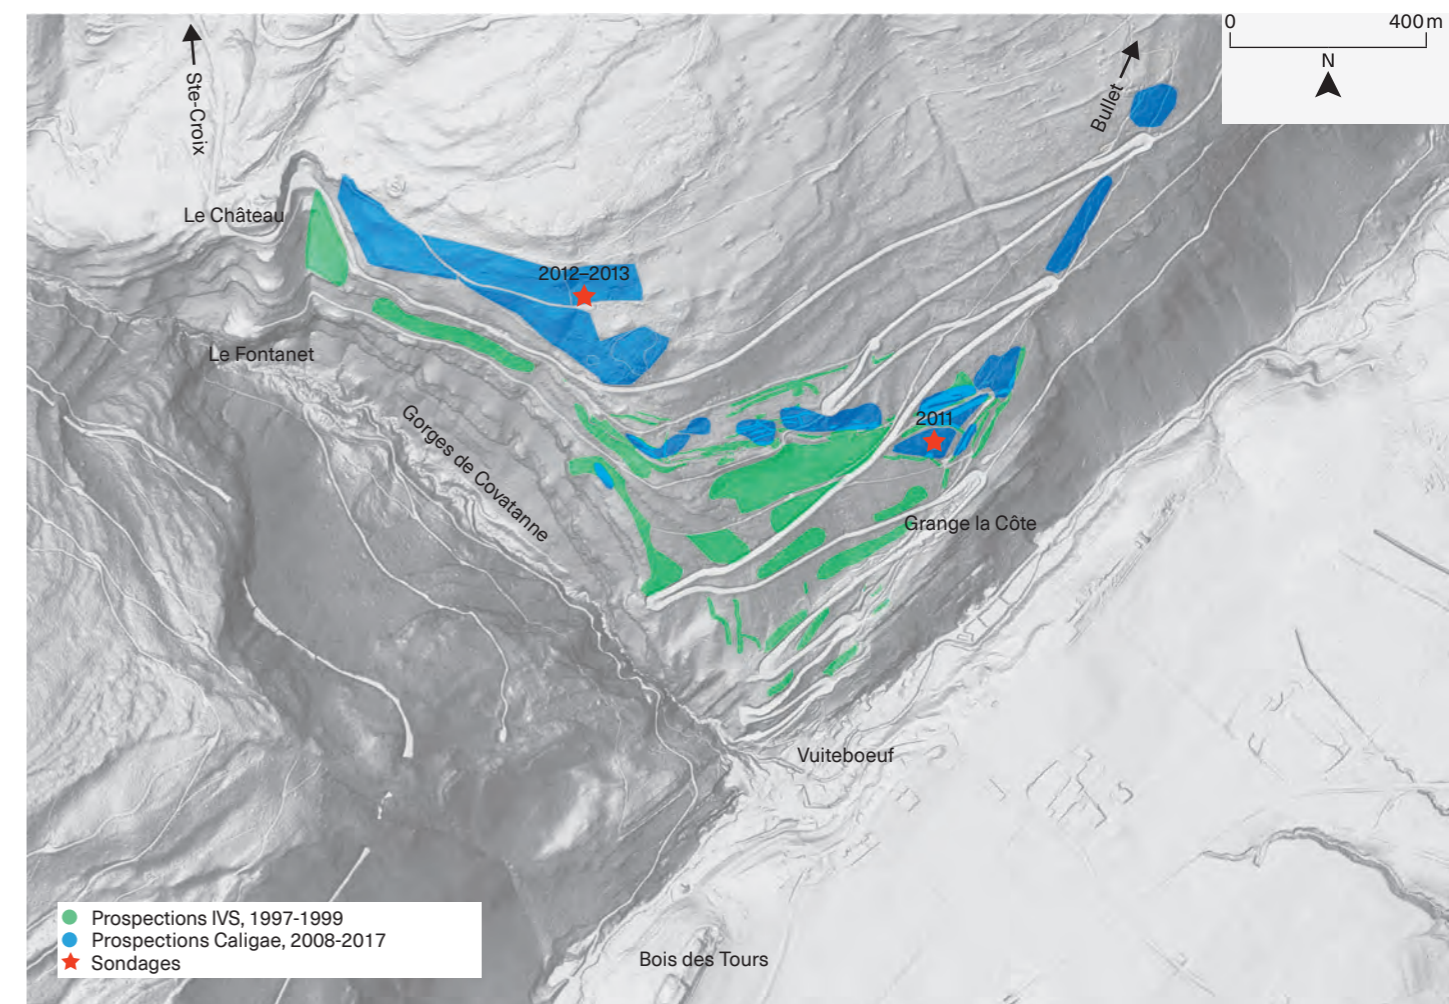 0 400 m
N
Ste-Croix
Bullet
Le Château
2012–2013
Le Fontanet
Gorges de Covatanne
2011
Grange la Côte
Vuiteboeuf
Prospections IVS, 1997-1999
Prospections Caligae, 2008-2017
Sondages
Bois des Tours